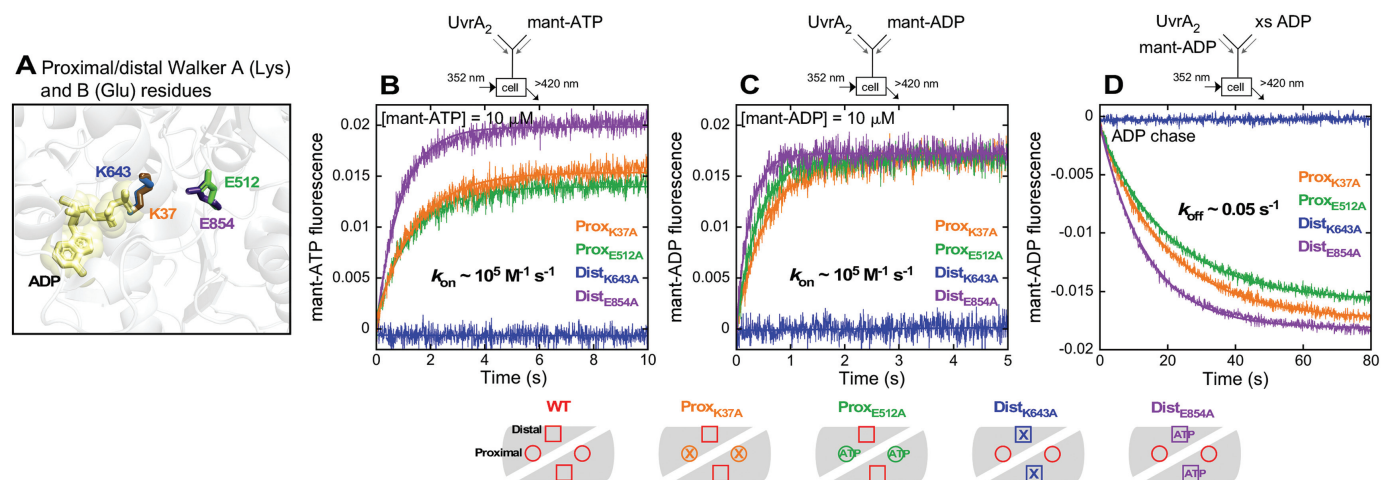 A Proximal/distal Walker A (Lys)
and B (Glu) residues
K643
E512
K37
E854
ADP
UvrA2 mant-ATP
352 nm >420 nm
cell
B
[mant-ATP] = 10 µM
mant-ATP fluorescence
0.02
0.015
0.01
0.005
0
ProxK37A
ProxE512A
DistK643A
DistE854A
kon ~ 10^5 M^-1 s^-1
0 2 4 6 8 10
Time (s)
UvrA2 mant-ADP
352 nm >420 nm
cell
C
[mant-ADP] = 10 µM
mant-ADP fluorescence
0.02
0.015
0.01
0.005
0
ProxK37A
ProxE512A
DistK643A
DistE854A
kon ~ 10^5 M^-1 s^-1
0 1 2 3 4 5
Time (s)
UvrA2 xs ADP
mant-ADP
352 nm >420 nm
cell
D
ADP chase
mant-ADP fluorescence
0
-0.005
-0.01
-0.015
-0.02
ProxK37A
ProxE512A
DistK643A
DistE854A
koff ~ 0.05 s^-1
0 20 40 60 80
Time (s)
WT ProxK37A ProxE512A DistK643A DistE854A
Distal X ATP
Proximal X X ATP ATP
X ATP